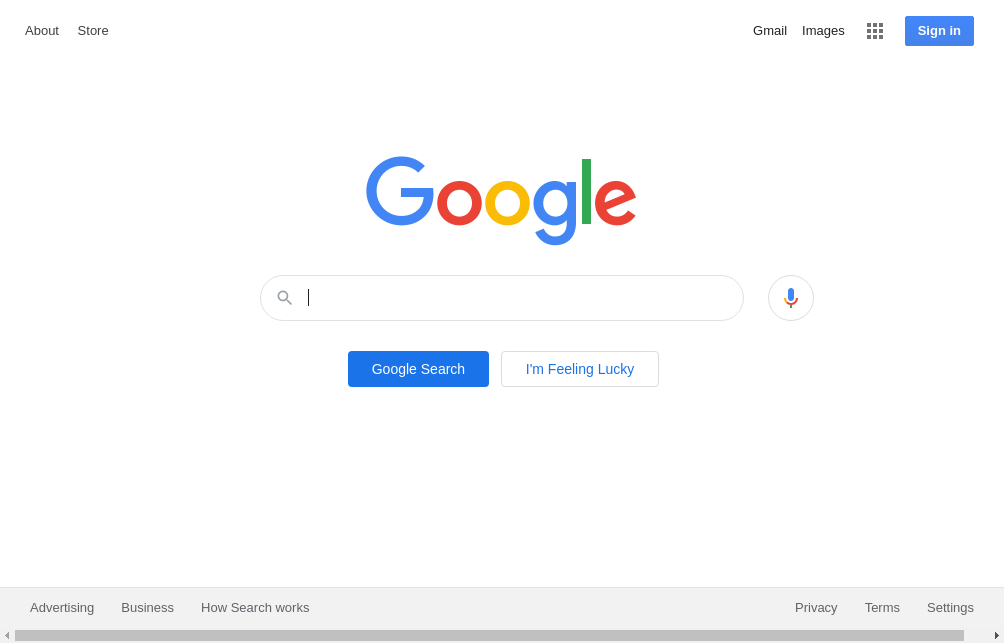 About Store Gmail Images Sign in
Google
Google Search I'm Feeling Lucky
Advertising Business How Search works Privacy Terms Settings